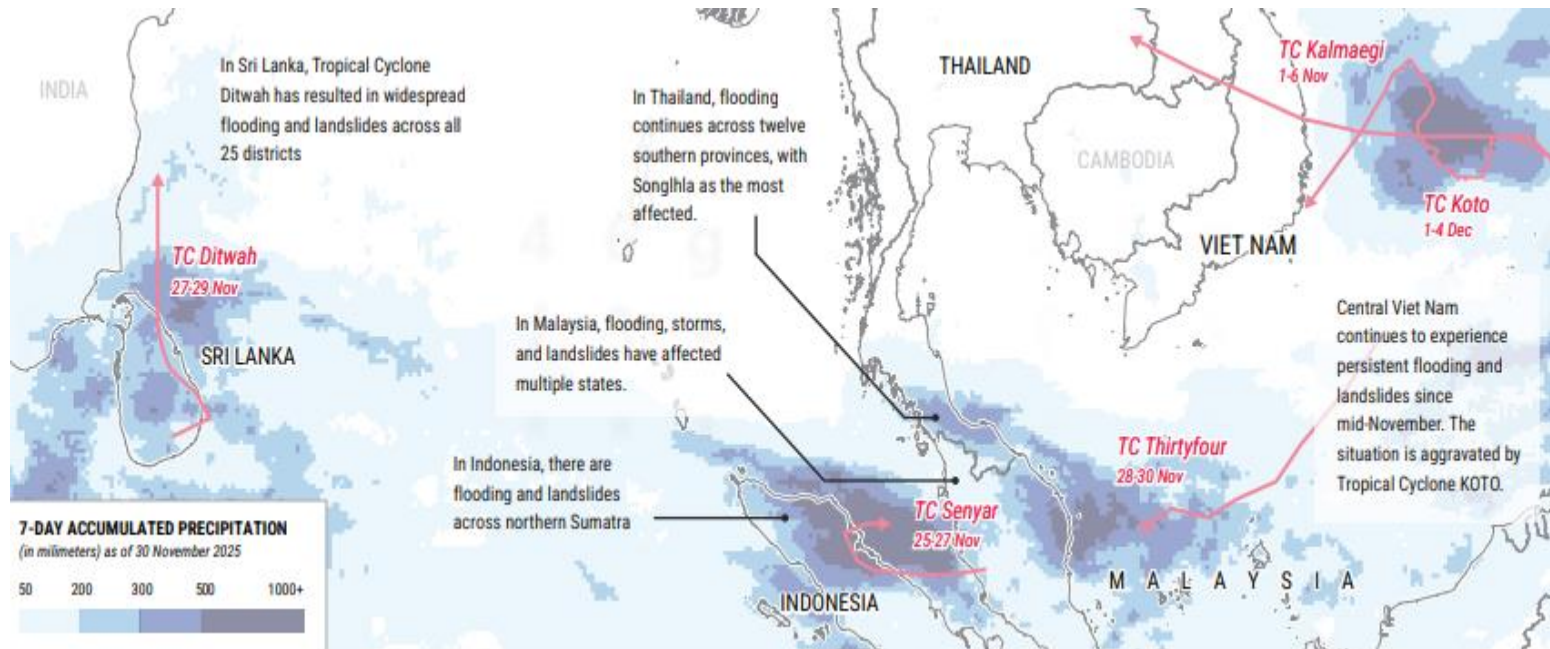 INDIA
In Sri Lanka, Tropical Cyclone
Ditwah has resulted in widespread
flooding and landslides across all
25 districts
TC Ditwah
27-29 Nov
SRI LANKA
In Thailand, flooding
continues across twelve
southern provinces, with
Songlhla as the most
affected.
In Malaysia, flooding, storms,
and landslides have affected
multiple states.
In Indonesia, there are
flooding and landslides
across northern Sumatra
THAILAND
CAMBODIA
VIET NAM
TC Kalmaegi
1-6 Nov
TC Koto
1-4 Dec
Central Viet Nam
continues to experience
persistent flooding and
landslides since
mid-November. The
situation is aggravated by
Tropical Cyclone KOTO.
TC Thirtyfour
28-30 Nov
TC Senyar
25-27 Nov
INDONESIA
MALAYSIA
7-DAY ACCUMULATED PRECIPITATION
(in milimeters) as of 30 November 2025
50 200 300 500 1000+